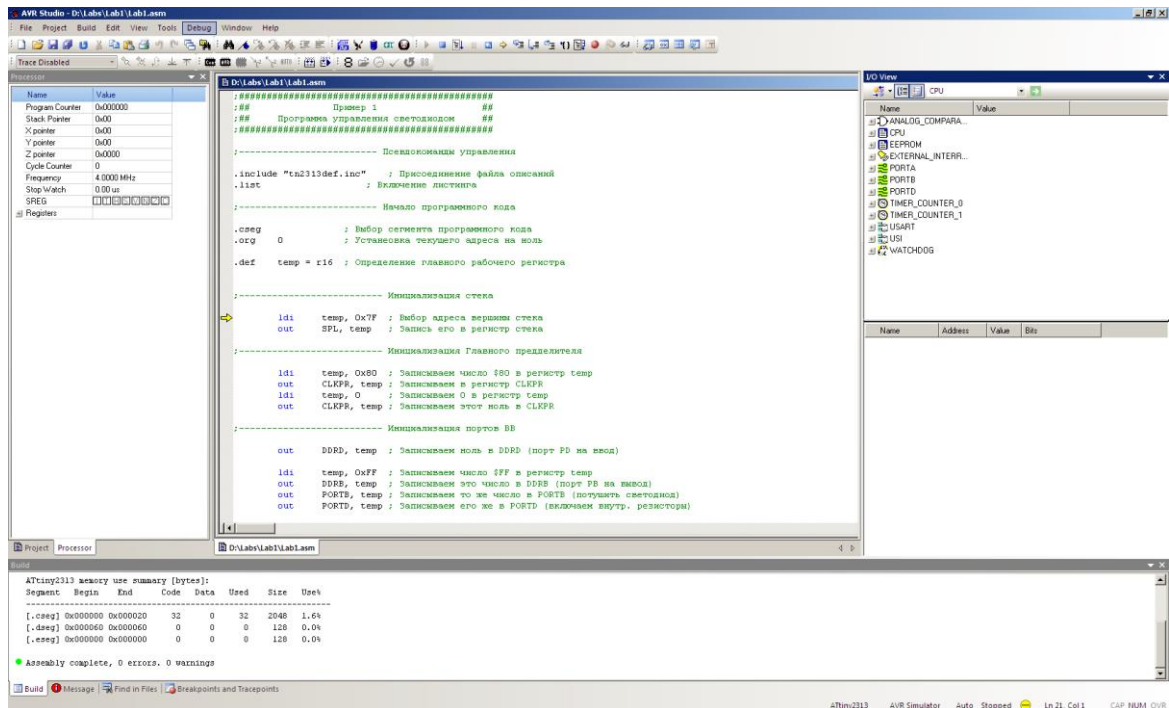 AVR Studio - D:\Labs\Lab1\Lab1.asm
File Project Build Edit View Tools Debug Window Help
Trace Disabled
Processor
Name Value
Program Counter 0x000000
Stack Pointer 0x00
X pointer 0x00
Y pointer 0x00
Z pointer 0x0000
Cycle Counter 0
Frequency 4.0000 MHz
Stop Watch 0.00 us
SREG I T H S V N Z C
Registers
Project Processor
D:\Labs\Lab1\Lab1.asm
;##############################################
;## Пример 1 ##
;## Программа управления светодиодом ##
;##############################################
;------------------------- Псевдокоманды управления
.include "tn2313def.inc" ; Присоединение файла описаний
.list ; Включение листинга
;------------------------- Начало программного кода
.cseg ; Выбор сегмента программного кода
.org 0 ; Установка текущего адреса на ноль
.def temp = r16 ; Определение главного рабочего регистра
;-------------------------- Инициализация стека
ldi temp, 0x7F ; Выбор адреса вершины стека
out SPL, temp ; Запись его в регистр стека
;-------------------------- Инициализация Главного предделителя
ldi temp, 0x80 ; Записываем число $80 в регистр temp
out CLKPR, temp ; Записываем в регистр CLKPR
ldi temp, 0 ; Записываем 0 в регистр temp
out CLKPR, temp ; Записываем этот ноль в CLKPR
;-------------------------- Инициализация портов ВВ
out DDRD, temp ; Записываем ноль в DDRD (порт PD на ввод)
ldi temp, 0xFF ; Записываем число $FF в регистр temp
out DDRB, temp ; Записываем это число в DDRB (порт PB на вывод)
out PORTB, temp ; Записываем то же число в PORTB (потушить светодиод)
out PORTD, temp ; Записываем его же в PORTD (включаем внутр. резисторы)
D:\Labs\Lab1\Lab1.asm
I/O View
CPU
Name Value
ANALOG_COMPARA...
CPU
EEPROM
EXTERNAL_INTERR...
PORTA
PORTB
PORTD
TIMER_COUNTER_0
TIMER_COUNTER_1
USART
USI
WATCHDOG
Name Address Value Bits
Build
ATtiny2313 memory use summary [bytes]:
Segment Begin End Code Data Used Size Use%
---------------------------------------------------------------
[.cseg] 0x000000 0x000020 32 0 32 2048 1.6%
[.dseg] 0x000060 0x000060 0 0 0 128 0.0%
[.eseg] 0x000000 0x000000 0 0 0 128 0.0%
Assembly complete, 0 errors. 0 warnings
Build Message Find in Files Breakpoints and Tracepoints
ATtiny2313 AVR Simulator Auto Stopped Ln 21, Col 1 CAP NUM OVR